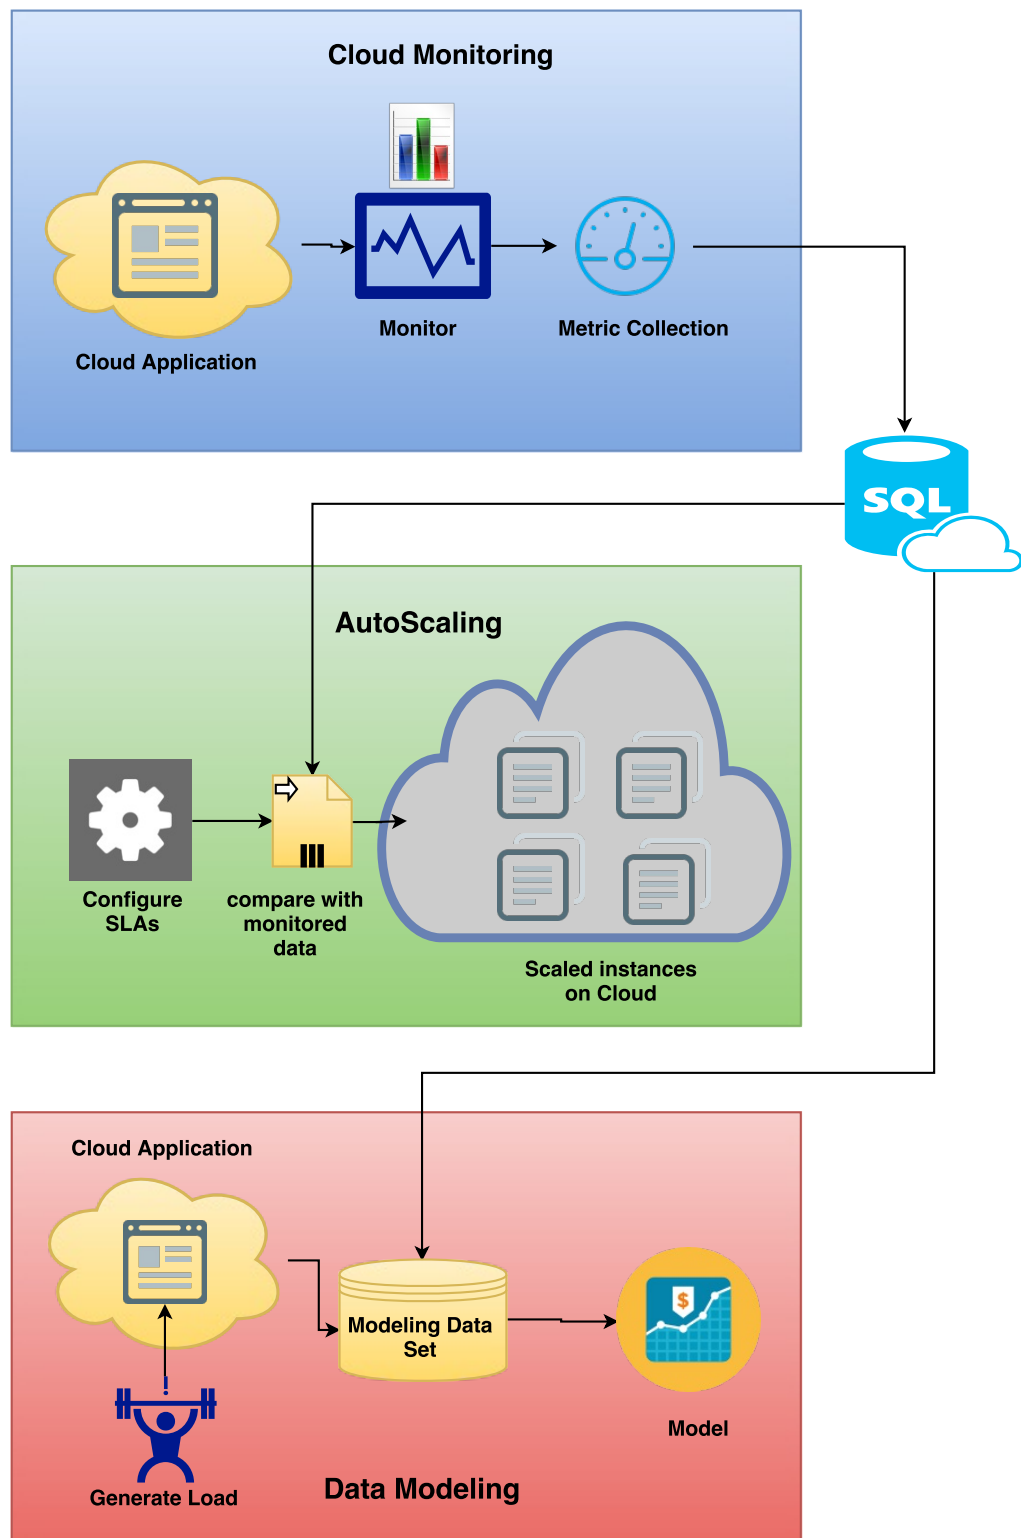 Cloud Monitoring
Monitor
Metric Collection
Cloud Application
SQL
AutoScaling
Configure
SLAs
compare with
monitored
data
Scaled instances
on Cloud
Cloud Application
$
Modeling Data
Set
Model
Generate Load
Data Modeling